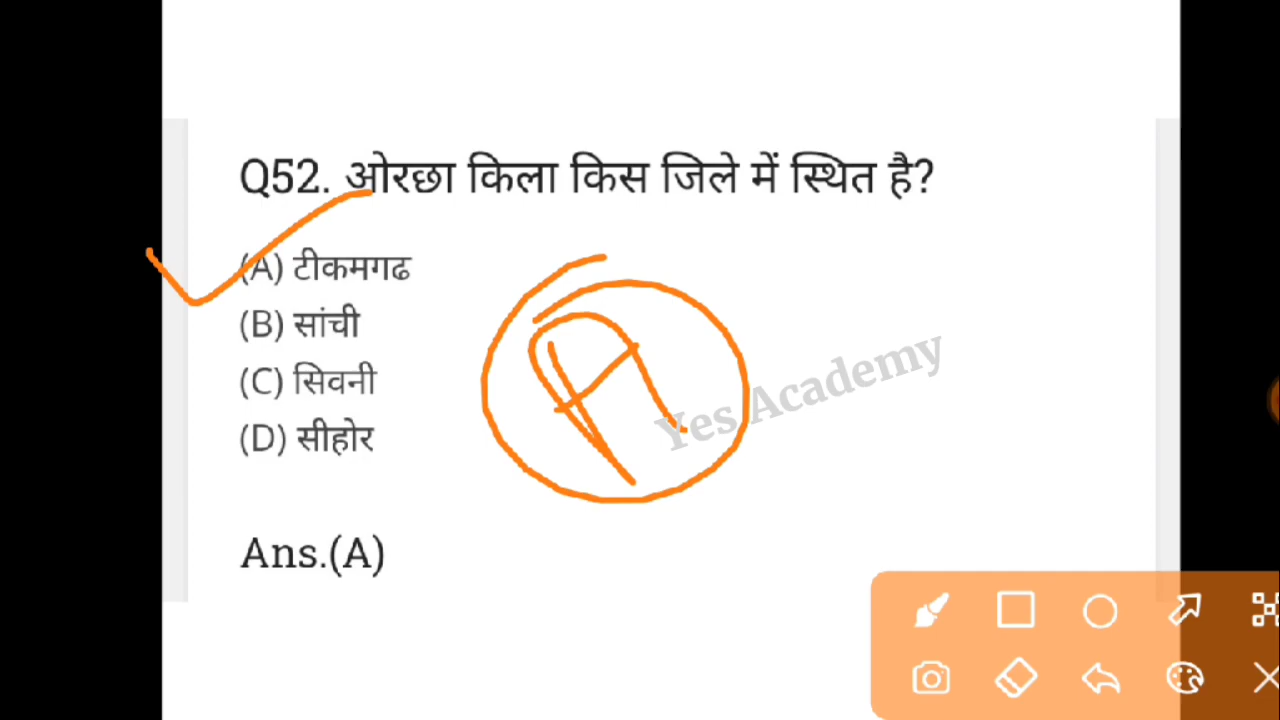 Q52. ओरछा किला किस जिले में स्थित है?
(A) टीकमगढ
(B) सांची
(C) सिवनी
(D) सीहोर
A
Yes Academy
Ans.(A)